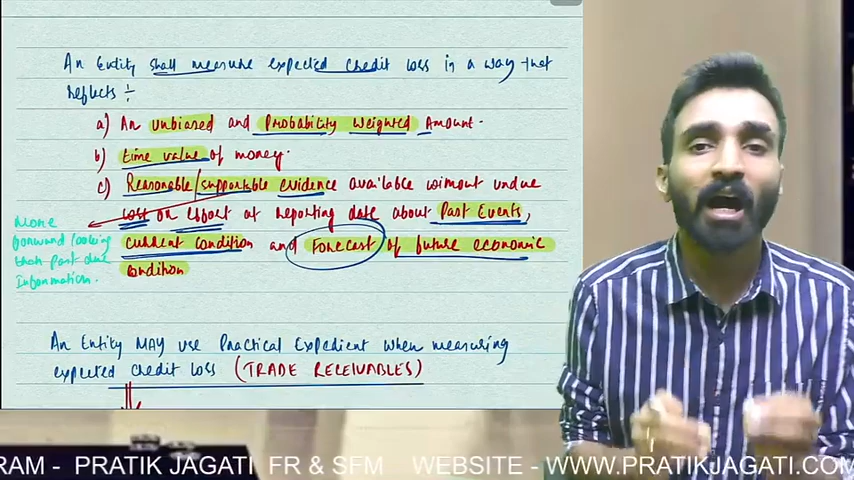 An Entity shall measure expected credit loss in a way that
reflects :
a) An unbiased and Probability Weighted Amount.
b) time value of money.
c) Reasonable/supportable evidence available without undue
cost or effort at reporting date about Past Events,
current condition and Forecast of future economic
condition
More
forward looking
than past due
Information.
An Entity MAY use Practical Expedient when measuring
expected credit loss (TRADE RECEIVABLES)
RAM - PRATIK JAGATI FR & SFM WEBSITE - WWW.PRATIKJAGATI.COM